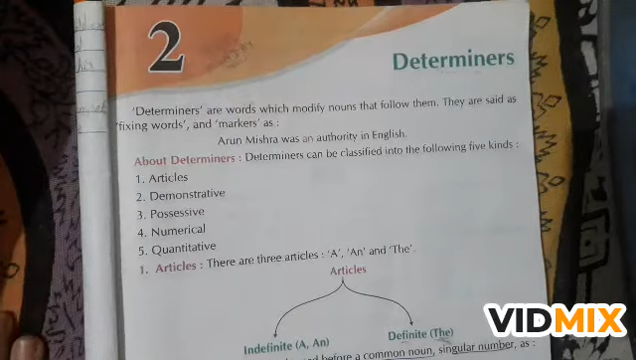 2
Determiners
'Determiners' are words which modify nouns that follow them. They are said as
'fixing words', and 'markers' as :
Arun Mishra was an authority in English.
About Determiners : Determiners can be classified into the following five kinds :
1. Articles
2. Demonstrative
3. Possessive
4. Numerical
5. Quantitative
1. Articles : There are three articles : 'A', 'An' and 'The'.
Articles
Indefinite (A, An)
Definite (The)
before a common noun, singular number, as :
VIDMIX